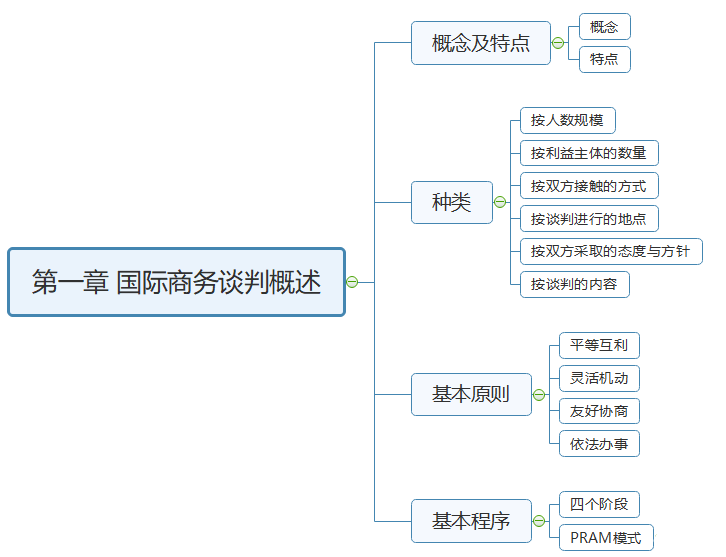 第一章 国际商务谈判概述
概念及特点
概念
特点
种类
按人数规模
按利益主体的数量
按双方接触的方式
按谈判进行的地点
按双方采取的态度与方针
按谈判的内容
基本原则
平等互利
灵活机动
友好协商
依法办事
基本程序
四个阶段
PRAM模式